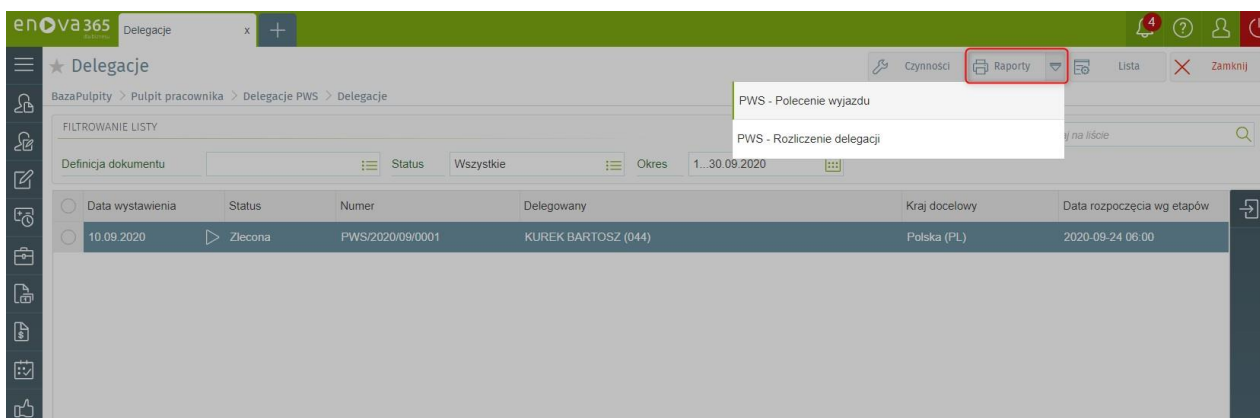 enova365 Delegacje x
4
Delegacje
Czynności Raporty Lista Zamknij
BazaPulpity > Pulpit pracownika > Delegacje PWS > Delegacje
PWS - Polecenie wyjazdu
PWS - Rozliczenie delegacji
FILTROWANIE LISTY
na liście
Definicja dokumentu Status Wszystkie Okres 1...30.09.2020
Data wystawienia Status Numer Delegowany Kraj docelowy Data rozpoczęcia wg etapów
10.09.2020 Zlecona PWS/2020/09/0001 KUREK BARTOSZ (044) Polska (PL) 2020-09-24 06:00